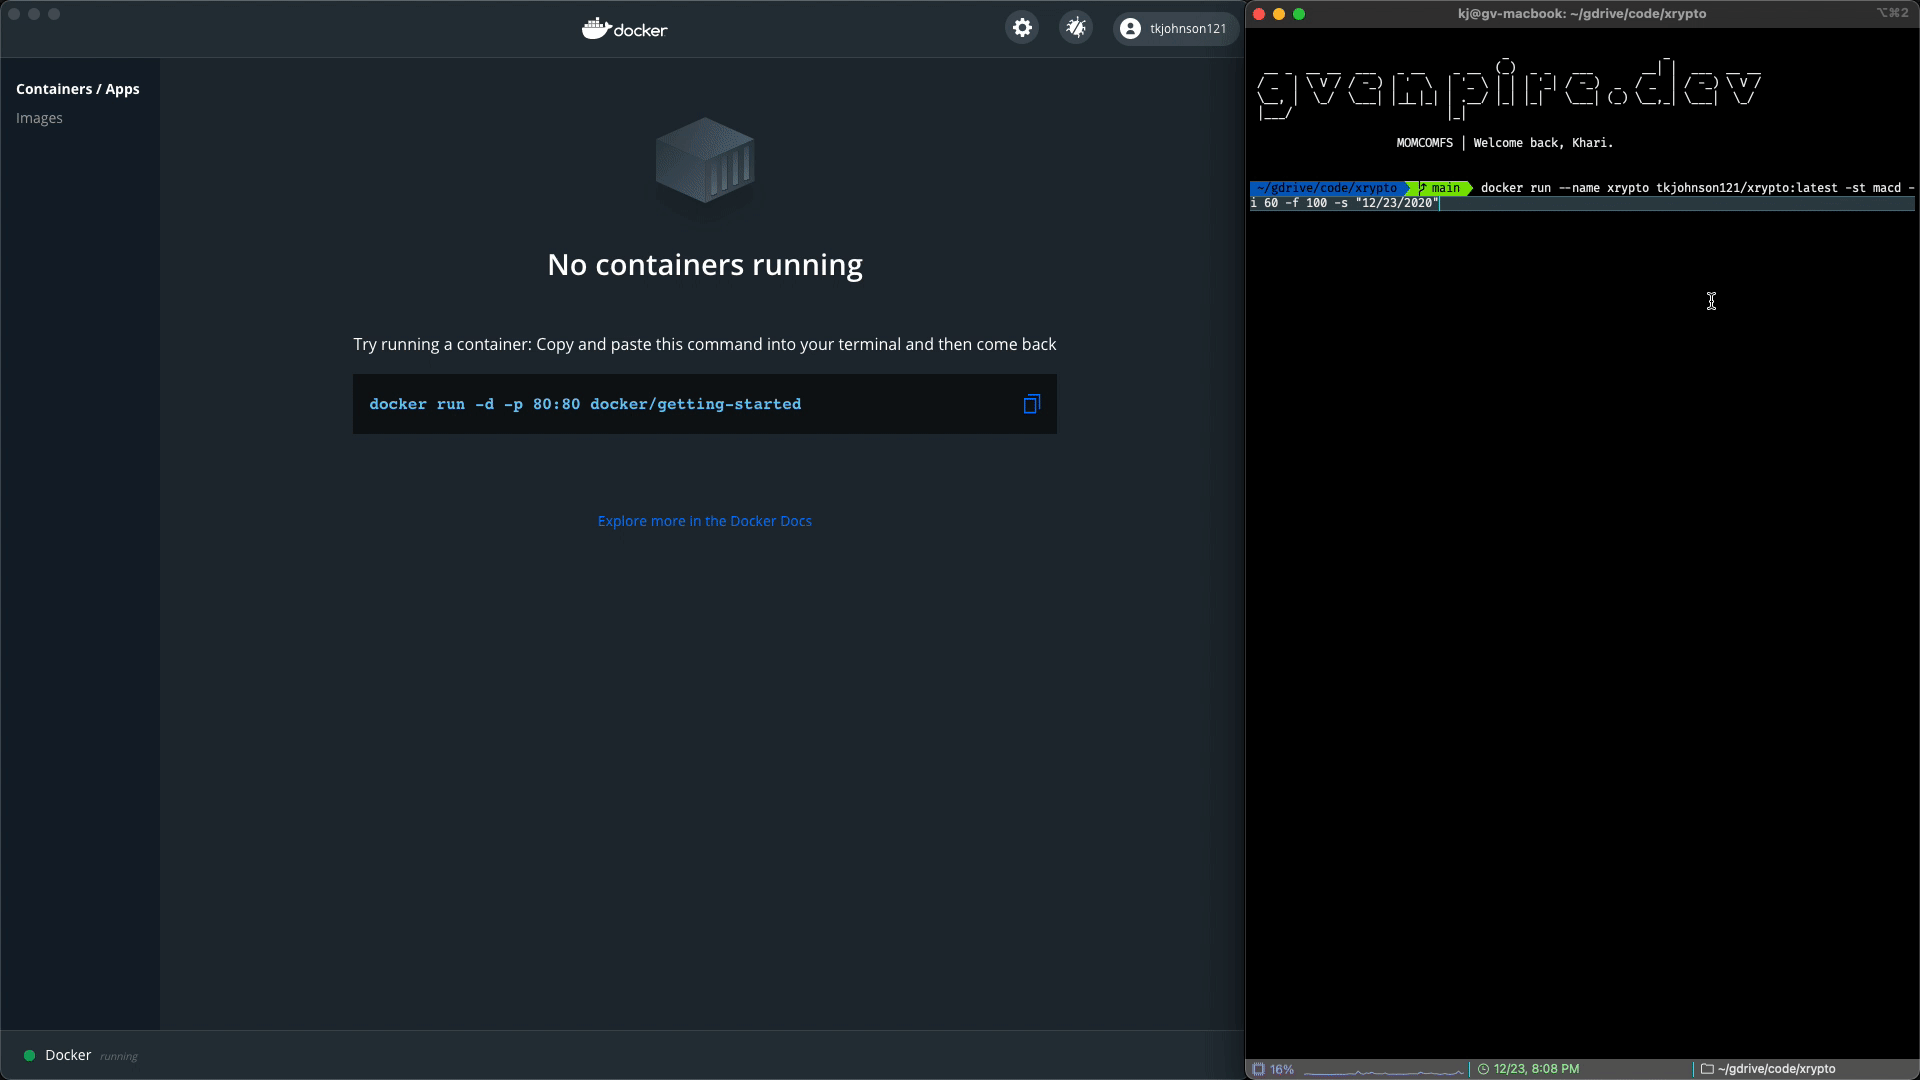 docker
tkjohnson121
Containers / Apps
Images
No containers running
Try running a container: Copy and paste this command into your terminal and then come back
docker run -d -p 80:80 docker/getting-started
Explore more in the Docker Docs
Docker running
kj@gv-macbook: ~/gdrive/code/xrypto
⌥⌘2
gvenpire.dev
MOMCOMFS | Welcome back, Khari.
~/gdrive/code/xrypto main docker run --name xrypto tkjohnson121/xrypto:latest -st macd -
i 60 -f 100 -s "12/23/2020"
16%
12/23, 8:08 PM
~/gdrive/code/xrypto